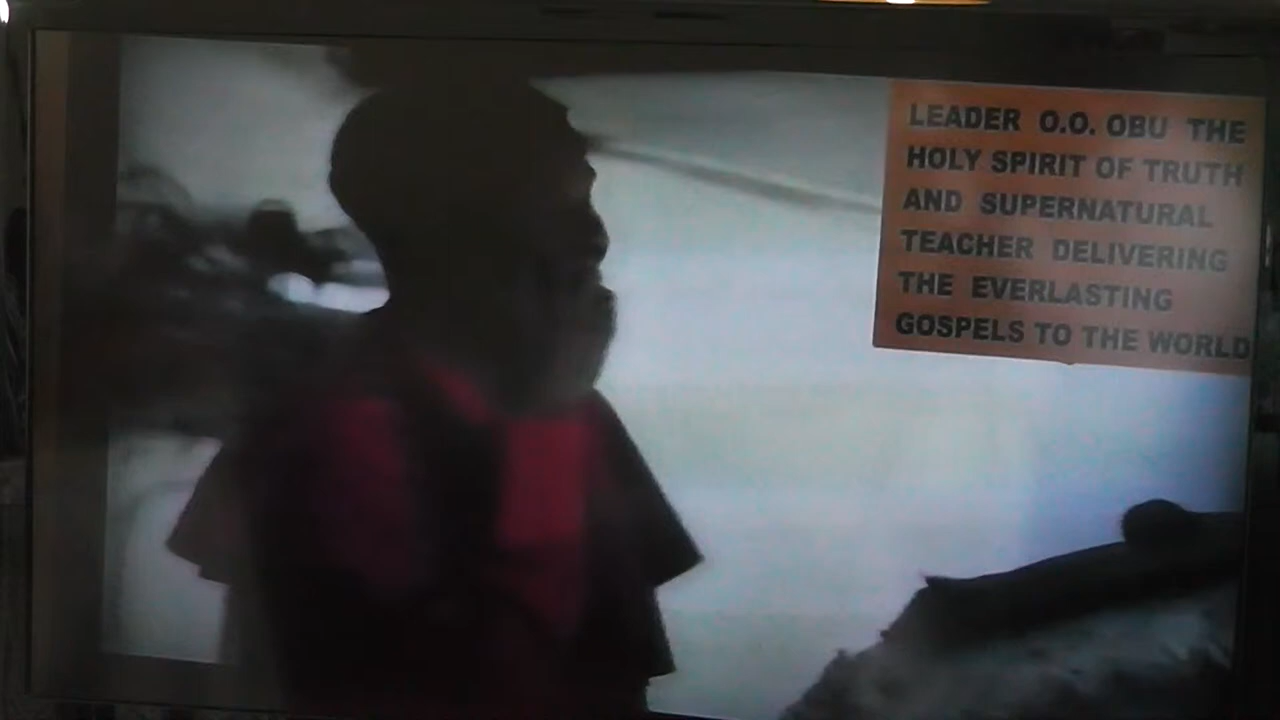 LEADER O.O. OBU THE
HOLY SPIRIT OF TRUTH
AND SUPERNATURAL
TEACHER DELIVERING
THE EVERLASTING
GOSPELS TO THE WORLD